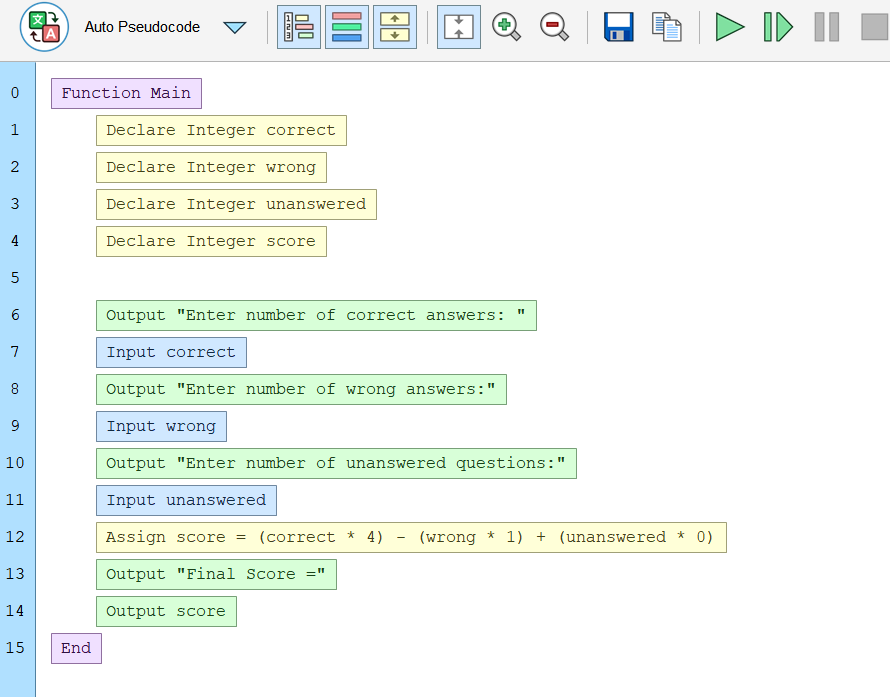 Auto Pseudocode
0 Function Main
1 Declare Integer correct
2 Declare Integer wrong
3 Declare Integer unanswered
4 Declare Integer score
5
6 Output "Enter number of correct answers: "
7 Input correct
8 Output "Enter number of wrong answers:"
9 Input wrong
10 Output "Enter number of unanswered questions:"
11 Input unanswered
12 Assign score = (correct * 4) - (wrong * 1) + (unanswered * 0)
13 Output "Final Score ="
14 Output score
15 End